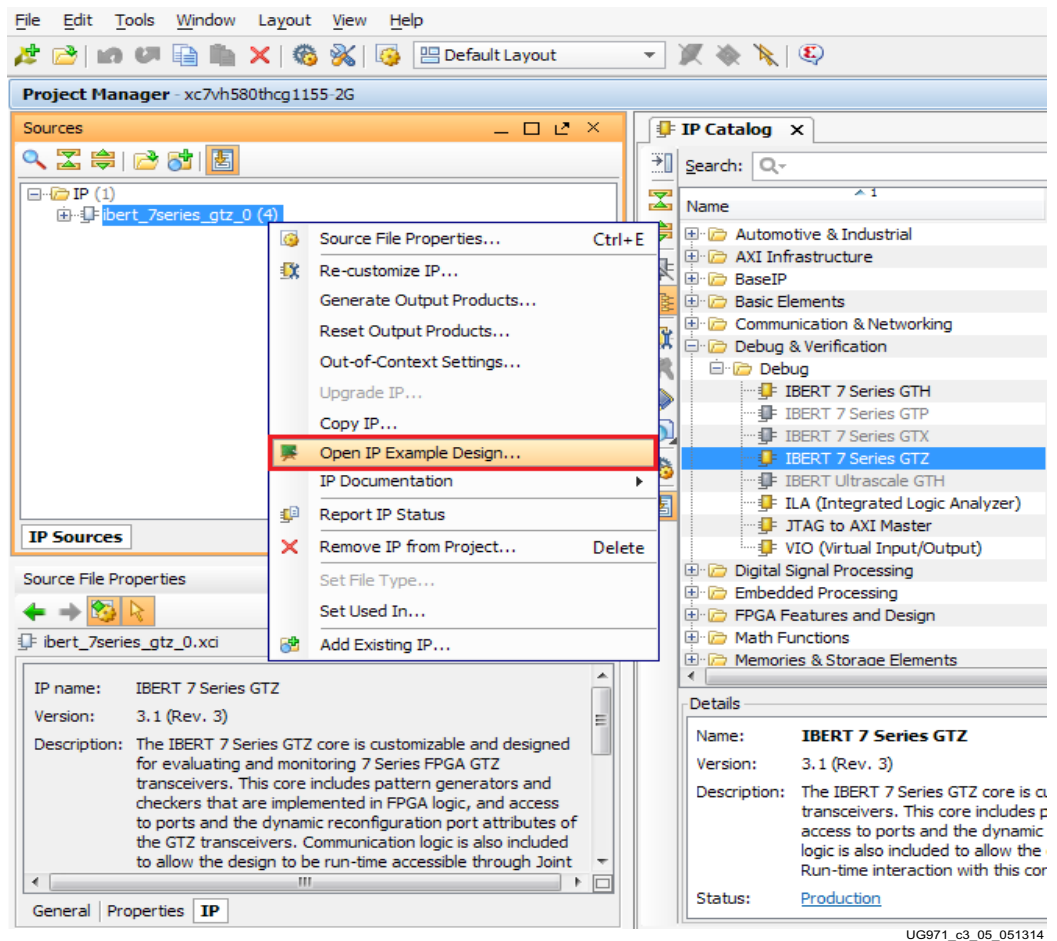 File Edit Tools Window Layout View Help
Default Layout
Project Manager - xc7vh580thcg1155-2G
Sources
IP (1)
ibert_7series_gtz_0 (4)
Source File Properties... Ctrl+E
Re-customize IP...
Generate Output Products...
Reset Output Products...
Out-of-Context Settings...
Upgrade IP...
Copy IP...
Open IP Example Design...
IP Documentation
Report IP Status
Remove IP from Project... Delete
Set File Type...
Set Used In...
Add Existing IP...
IP Sources
Source File Properties
ibert_7series_gtz_0.xci
IP name: IBERT 7 Series GTZ
Version: 3.1 (Rev. 3)
Description: The IBERT 7 Series GTZ core is customizable and designed
for evaluating and monitoring 7 Series FPGA GTZ
transceivers. This core includes pattern generators and
checkers that are implemented in FPGA logic, and access
to ports and the dynamic reconfiguration port attributes of
the GTZ transceivers. Communication logic is also included
to allow the design to be run-time accessible through Joint
General Properties IP
IP Catalog
Search:
1
Name
Automotive & Industrial
AXI Infrastructure
BaseIP
Basic Elements
Communication & Networking
Debug & Verification
Debug
IBERT 7 Series GTH
IBERT 7 Series GTP
IBERT 7 Series GTX
IBERT 7 Series GTZ
IBERT Ultrascale GTH
ILA (Integrated Logic Analyzer)
JTAG to AXI Master
VIO (Virtual Input/Output)
Digital Signal Processing
Embedded Processing
FPGA Features and Design
Math Functions
Memories & Storage Elements
Details
Name: IBERT 7 Series GTZ
Version: 3.1 (Rev. 3)
Description: The IBERT 7 Series GTZ core is cu
transceivers. This core includes p
access to ports and the dynamic
logic is also included to allow the
Run-time interaction with this cor
Status: Production
UG971_c3_05_051314